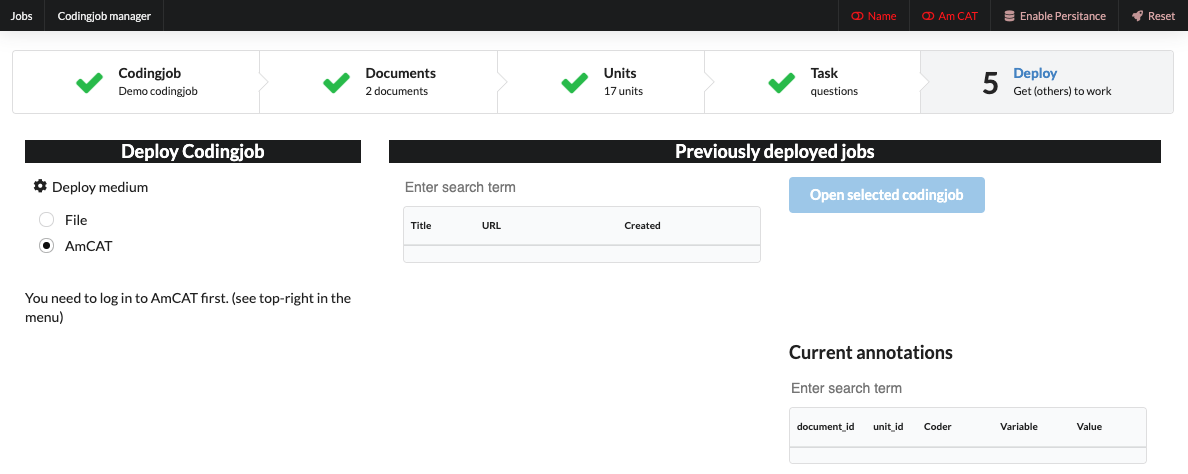 Jobs Codingjob manager Name Am CAT Enable Persitance Reset
Codingjob
Demo codingjob
Documents
2 documents
Units
17 units
Task
questions
5
Deploy
Get (others) to work
Deploy Codingjob
Deploy medium
File
AmCAT
You need to log in to AmCAT first. (see top-right in the
menu)
Previously deployed jobs
Enter search term
Title URL Created
Open selected codingjob
Current annotations
Enter search term
document_id unit_id Coder Variable Value